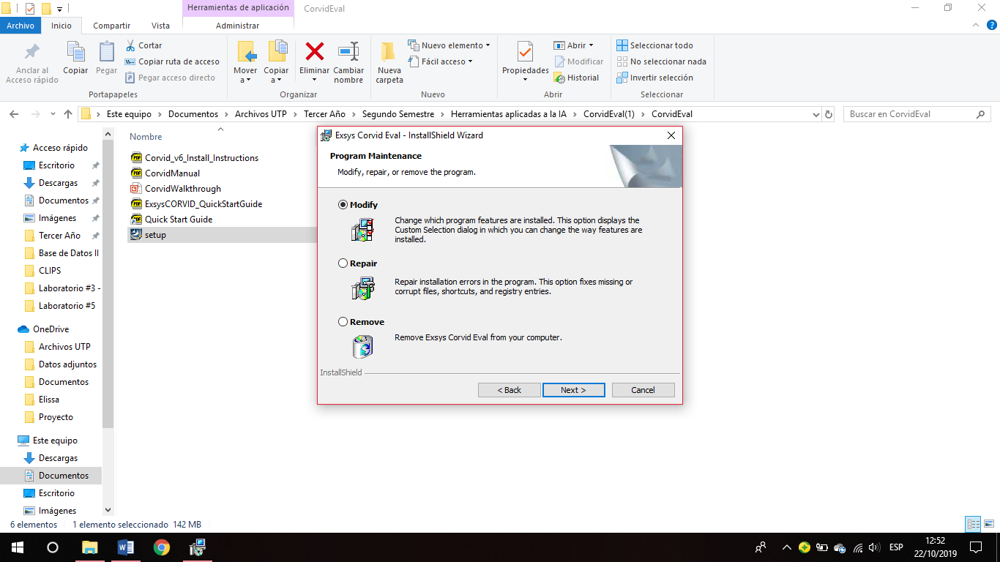 Herramientas de aplicación
CorvidEval
Archivo
Inicio
Compartir
Vista
Administrar
Anclar al
Acceso rápido
Copiar
Pegar
Cortar
Copiar ruta de acceso
Pegar acceso directo
Portapapeles
Mover
a
Copiar
a
Eliminar
Cambiar
nombre
Organizar
Nueva
carpeta
Nuevo elemento
Fácil acceso
Nuevo
Propiedades
Abrir
Modificar
Historial
Abrir
Seleccionar todo
No seleccionar nada
Invertir selección
Seleccionar
Este equipo > Documentos > Archivos UTP > Tercer Año > Segundo Semestre > Herramientas aplicadas a la IA > CorvidEval(1) > CorvidEval
Buscar en CorvidEval
Acceso rápido
Escritorio
Descargas
Documentos
Imágenes
Tercer Año
Base de Datos II
CLIPS
Laboratorio #3 -
Laboratorio #5
OneDrive
Archivos UTP
Datos adjuntos
Documentos
Elissa
Proyecto
Este equipo
Descargas
Documentos
Escritorio
Imágenes
Nombre
Corvid_v6_Install_Instructions
CorvidManual
CorvidWalkthrough
ExsysCORVID_QuickStartGuide
Quick Start Guide
setup
Exsys Corvid Eval - InstallShield Wizard
Program Maintenance
Modify, repair, or remove the program.
Modify
Change which program features are installed. This option displays the
Custom Selection dialog in which you can change the way features are
installed.
Repair
Repair installation errors in the program. This option fixes missing or
corrupt files, shortcuts, and registry entries.
Remove
Remove Exsys Corvid Eval from your computer.
InstallShield
< Back
Next >
Cancel
6 elementos
1 elemento seleccionado 142 MB
ESP
12:52
22/10/2019